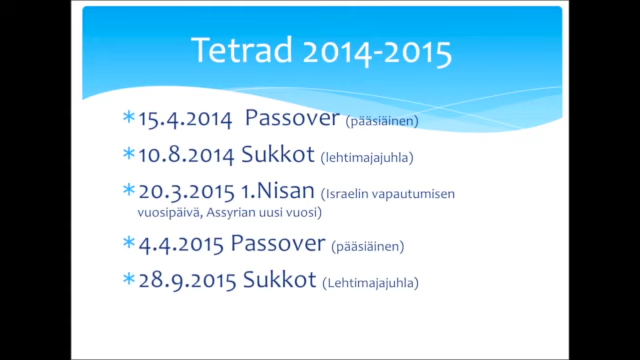 Tetrad 2014-2015
*15.4.2014 Passover (pääsiäinen)
*10.8.2014 Sukkot (lehtimajajuhla)
*20.3.2015 1.Nisan (Israelin vapautumisen
vuosipäivä, Assyrian uusi vuosi)
*4.4.2015 Passover (pääsiäinen)
*28.9.2015 Sukkot (Lehtimajajuhla)